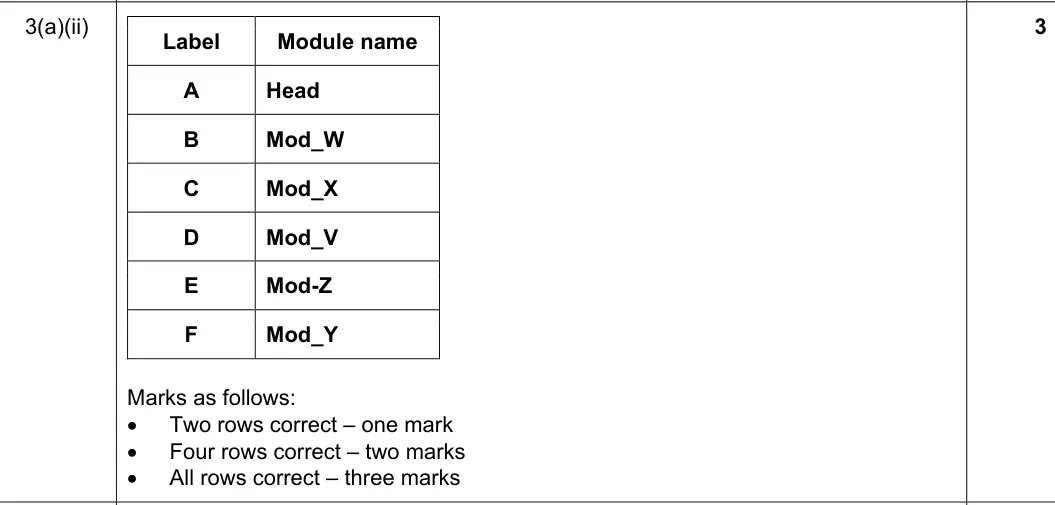 3(a)(ii) 3
Label Module name
A Head
B Mod_W
C Mod_X
D Mod_V
E Mod-Z
F Mod_Y
Marks as follows:
• Two rows correct – one mark
• Four rows correct – two marks
• All rows correct – three marks